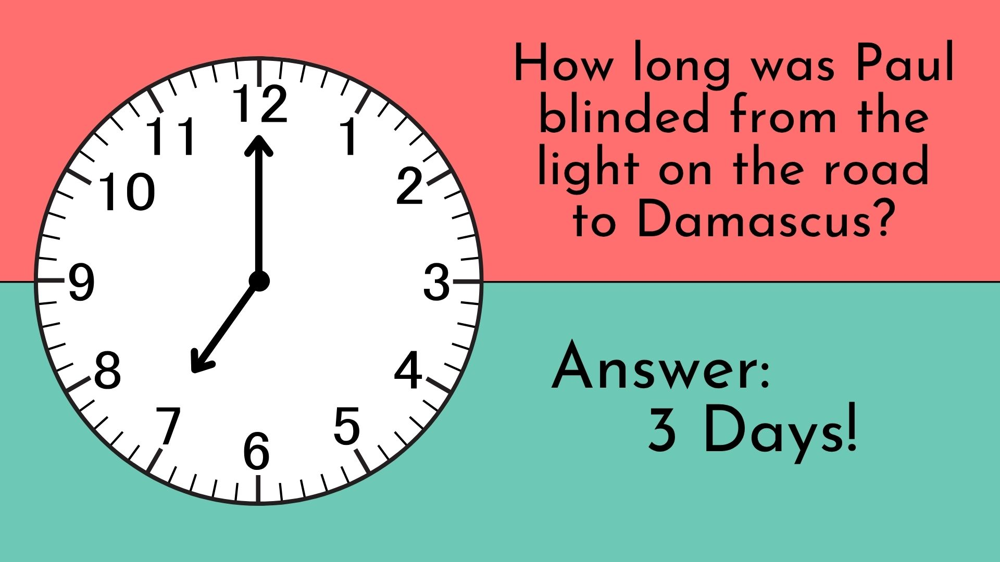 12
11
1
How long was Paul
blinded from the
light on the road
to Damascus?
10
2
9
3
8
4
7
5
6
Answer:
3 Days!